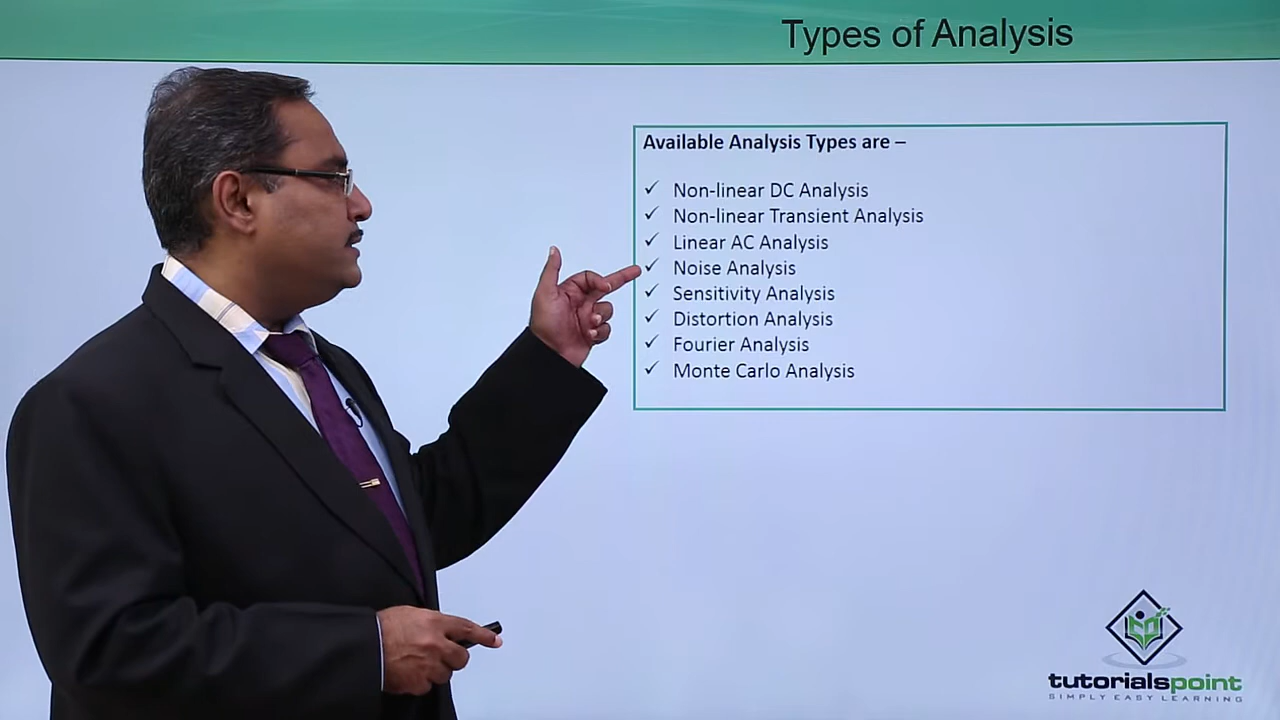 Types of Analysis
Available Analysis Types are –
✓ Non-linear DC Analysis
✓ Non-linear Transient Analysis
✓ Linear AC Analysis
✓ Noise Analysis
✓ Sensitivity Analysis
✓ Distortion Analysis
✓ Fourier Analysis
✓ Monte Carlo Analysis
tutorialspoint
SIMPLY EASY LEARNING